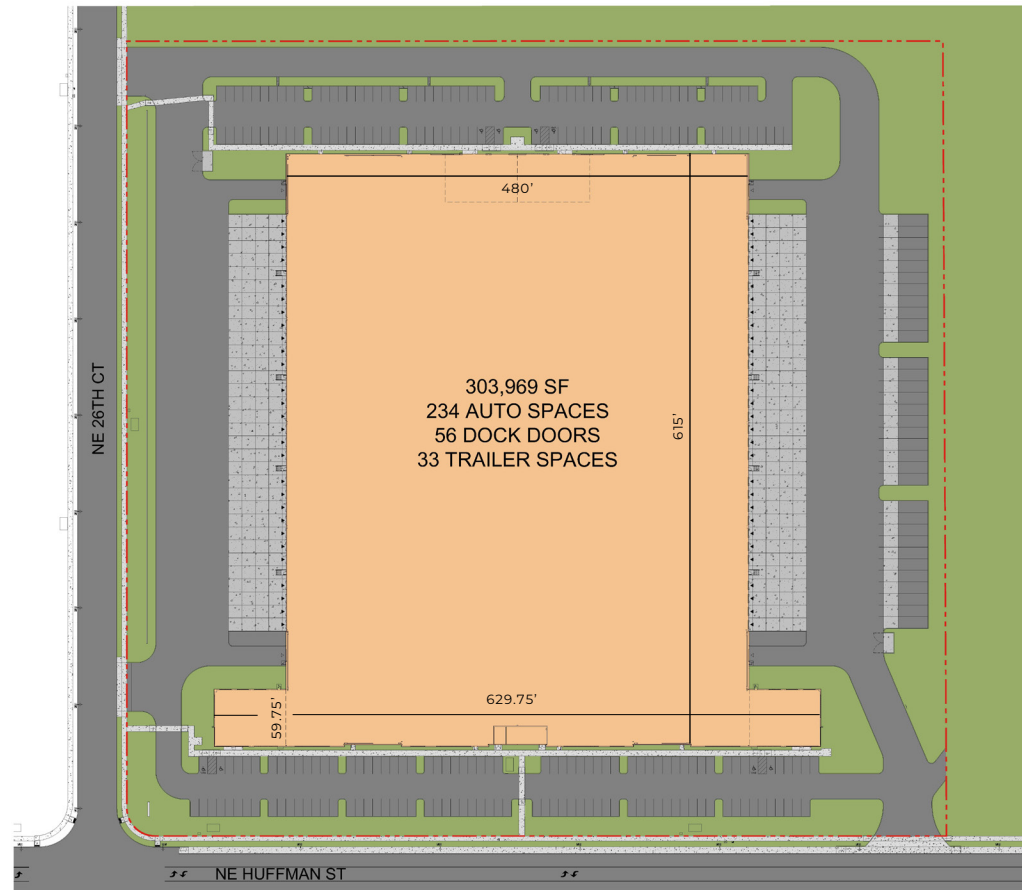 480'
303,969 SF
234 AUTO SPACES
56 DOCK DOORS
33 TRAILER SPACES
615'
NE 26TH CT
629.75'
59.75'
NE HUFFMAN ST